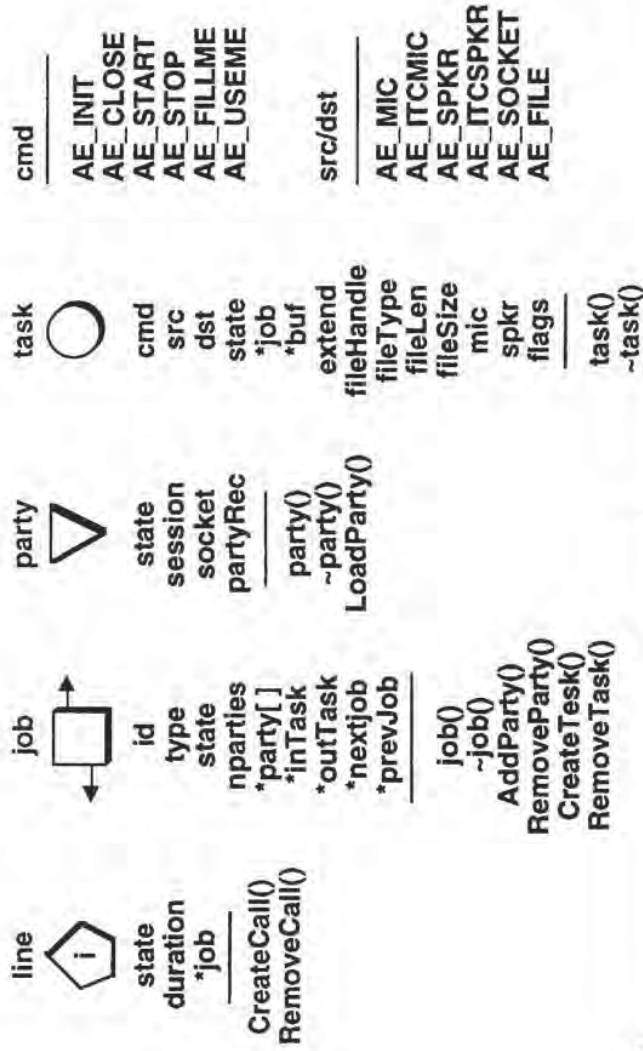 line
i
state
duration
*job
CreateCall()
RemoveCall()
job
id
type
state
nparties
*party[ ]
*inTask
*outTask
*nextjob
*prevJob
job()
~job()
AddParty()
RemoveParty()
CreateTesk()
RemoveTask()
party
state
session
socket
partyRec
party()
~party()
LoadParty()
task
cmd
src
dst
state
*job
*buf
extend
fileHandle
fileType
fileLen
fileSize
mic
spkr
flags
task()
~task()
cmd
AE_INIT
AE_CLOSE
AE_START
AE_STOP
AE_FILLME
AE_USEME
src/dst
AE_MIC
AE_ITCMIC
AE_SPKR
AE_ITCSPKR
AE_SOCKET
AE_FILE